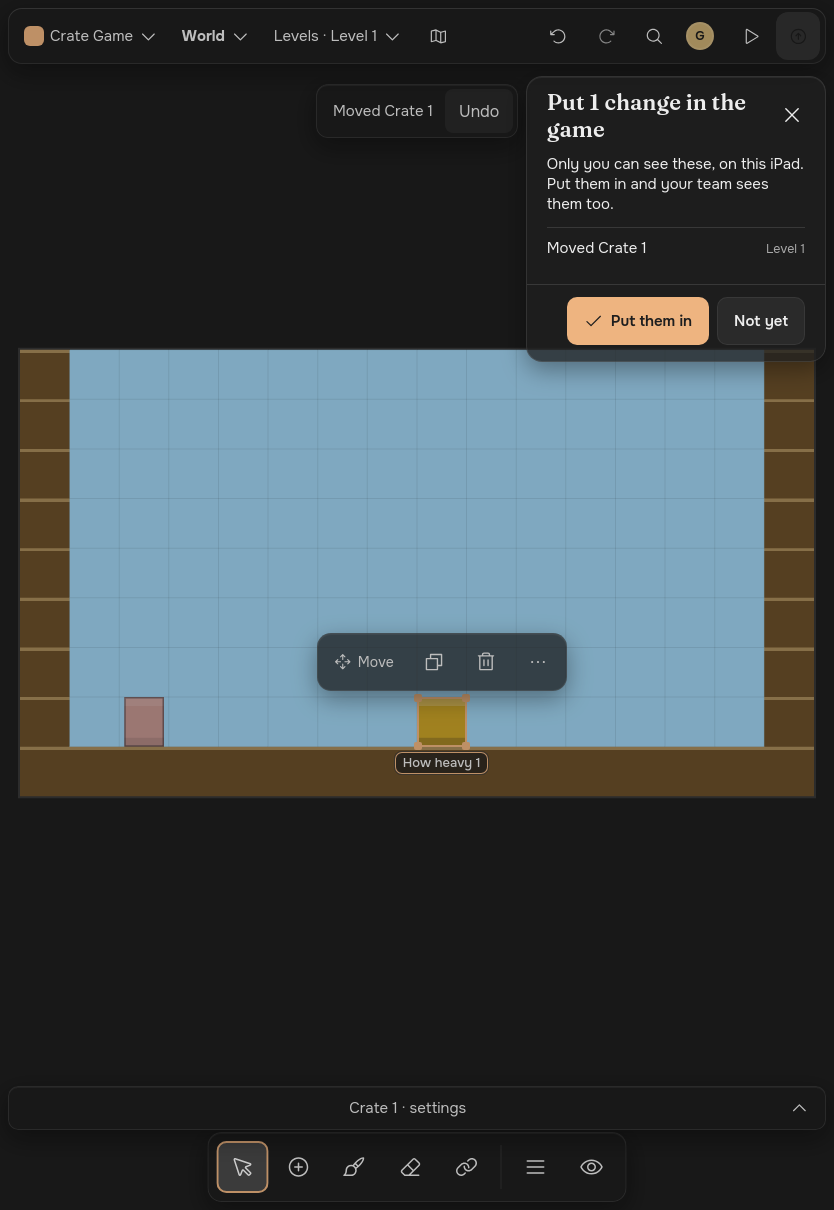 Crate Game
World
Levels · Level 1
G
Moved Crate 1
Undo
Put 1 change in the
game
Only you can see these, on this iPad.
Put them in and your team sees
them too.
Moved Crate 1
Level 1
Put them in
Not yet
Move
How heavy 1
Crate 1 · settings